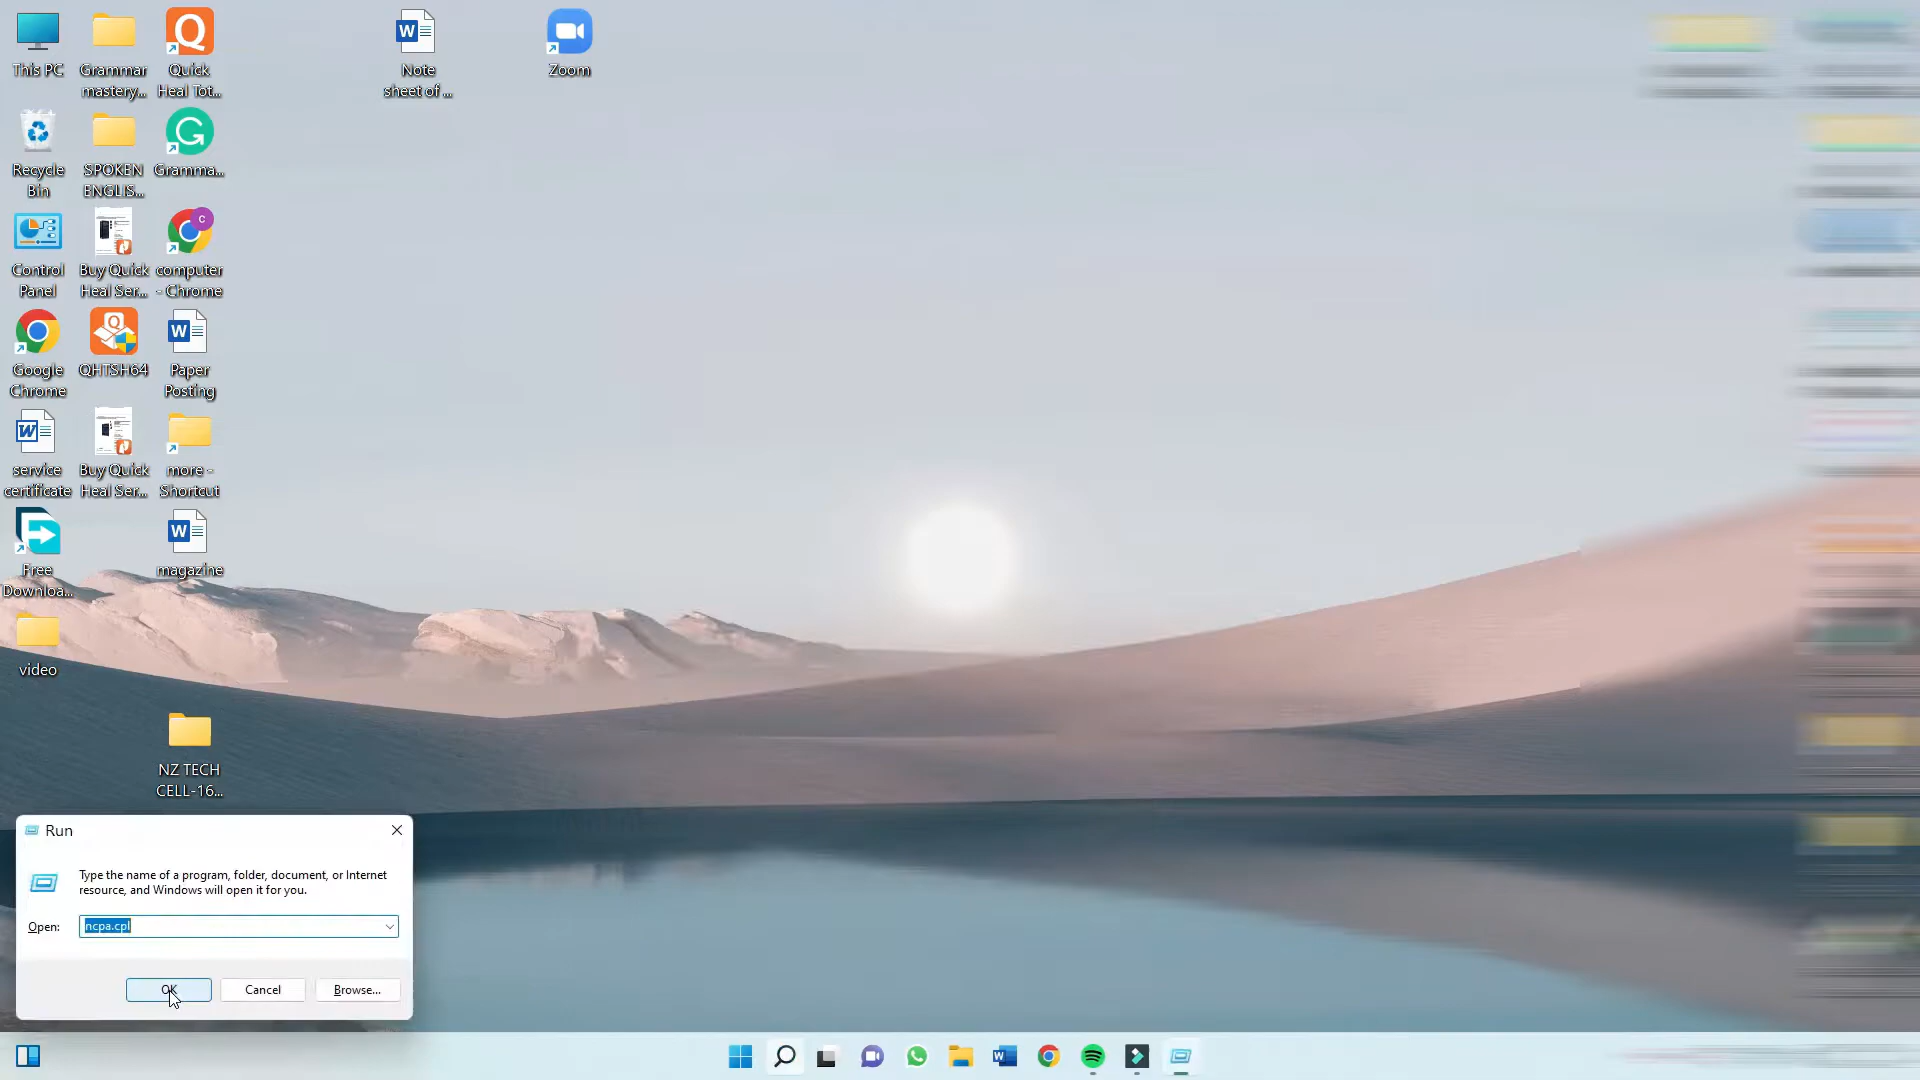 This PC
Grammar
mastery...
Quick
Heal Tot...
Note
sheet of ...
Zoom
Recycle
Bin
SPOKEN
ENGLIS...
Gramma...
Control
Panel
Buy Quick
Heal Ser...
computer
- Chrome
Google
Chrome
QHTSH64
Paper
Posting
service
certificate
Buy Quick
Heal Ser...
more -
Shortcut
Free
Downloa...
magazine
video
NZ TECH
CELL-16...
Run
Type the name of a program, folder, document, or Internet
resource, and Windows will open it for you.
Open:
ncpa.cpl
OK
Cancel
Browse...